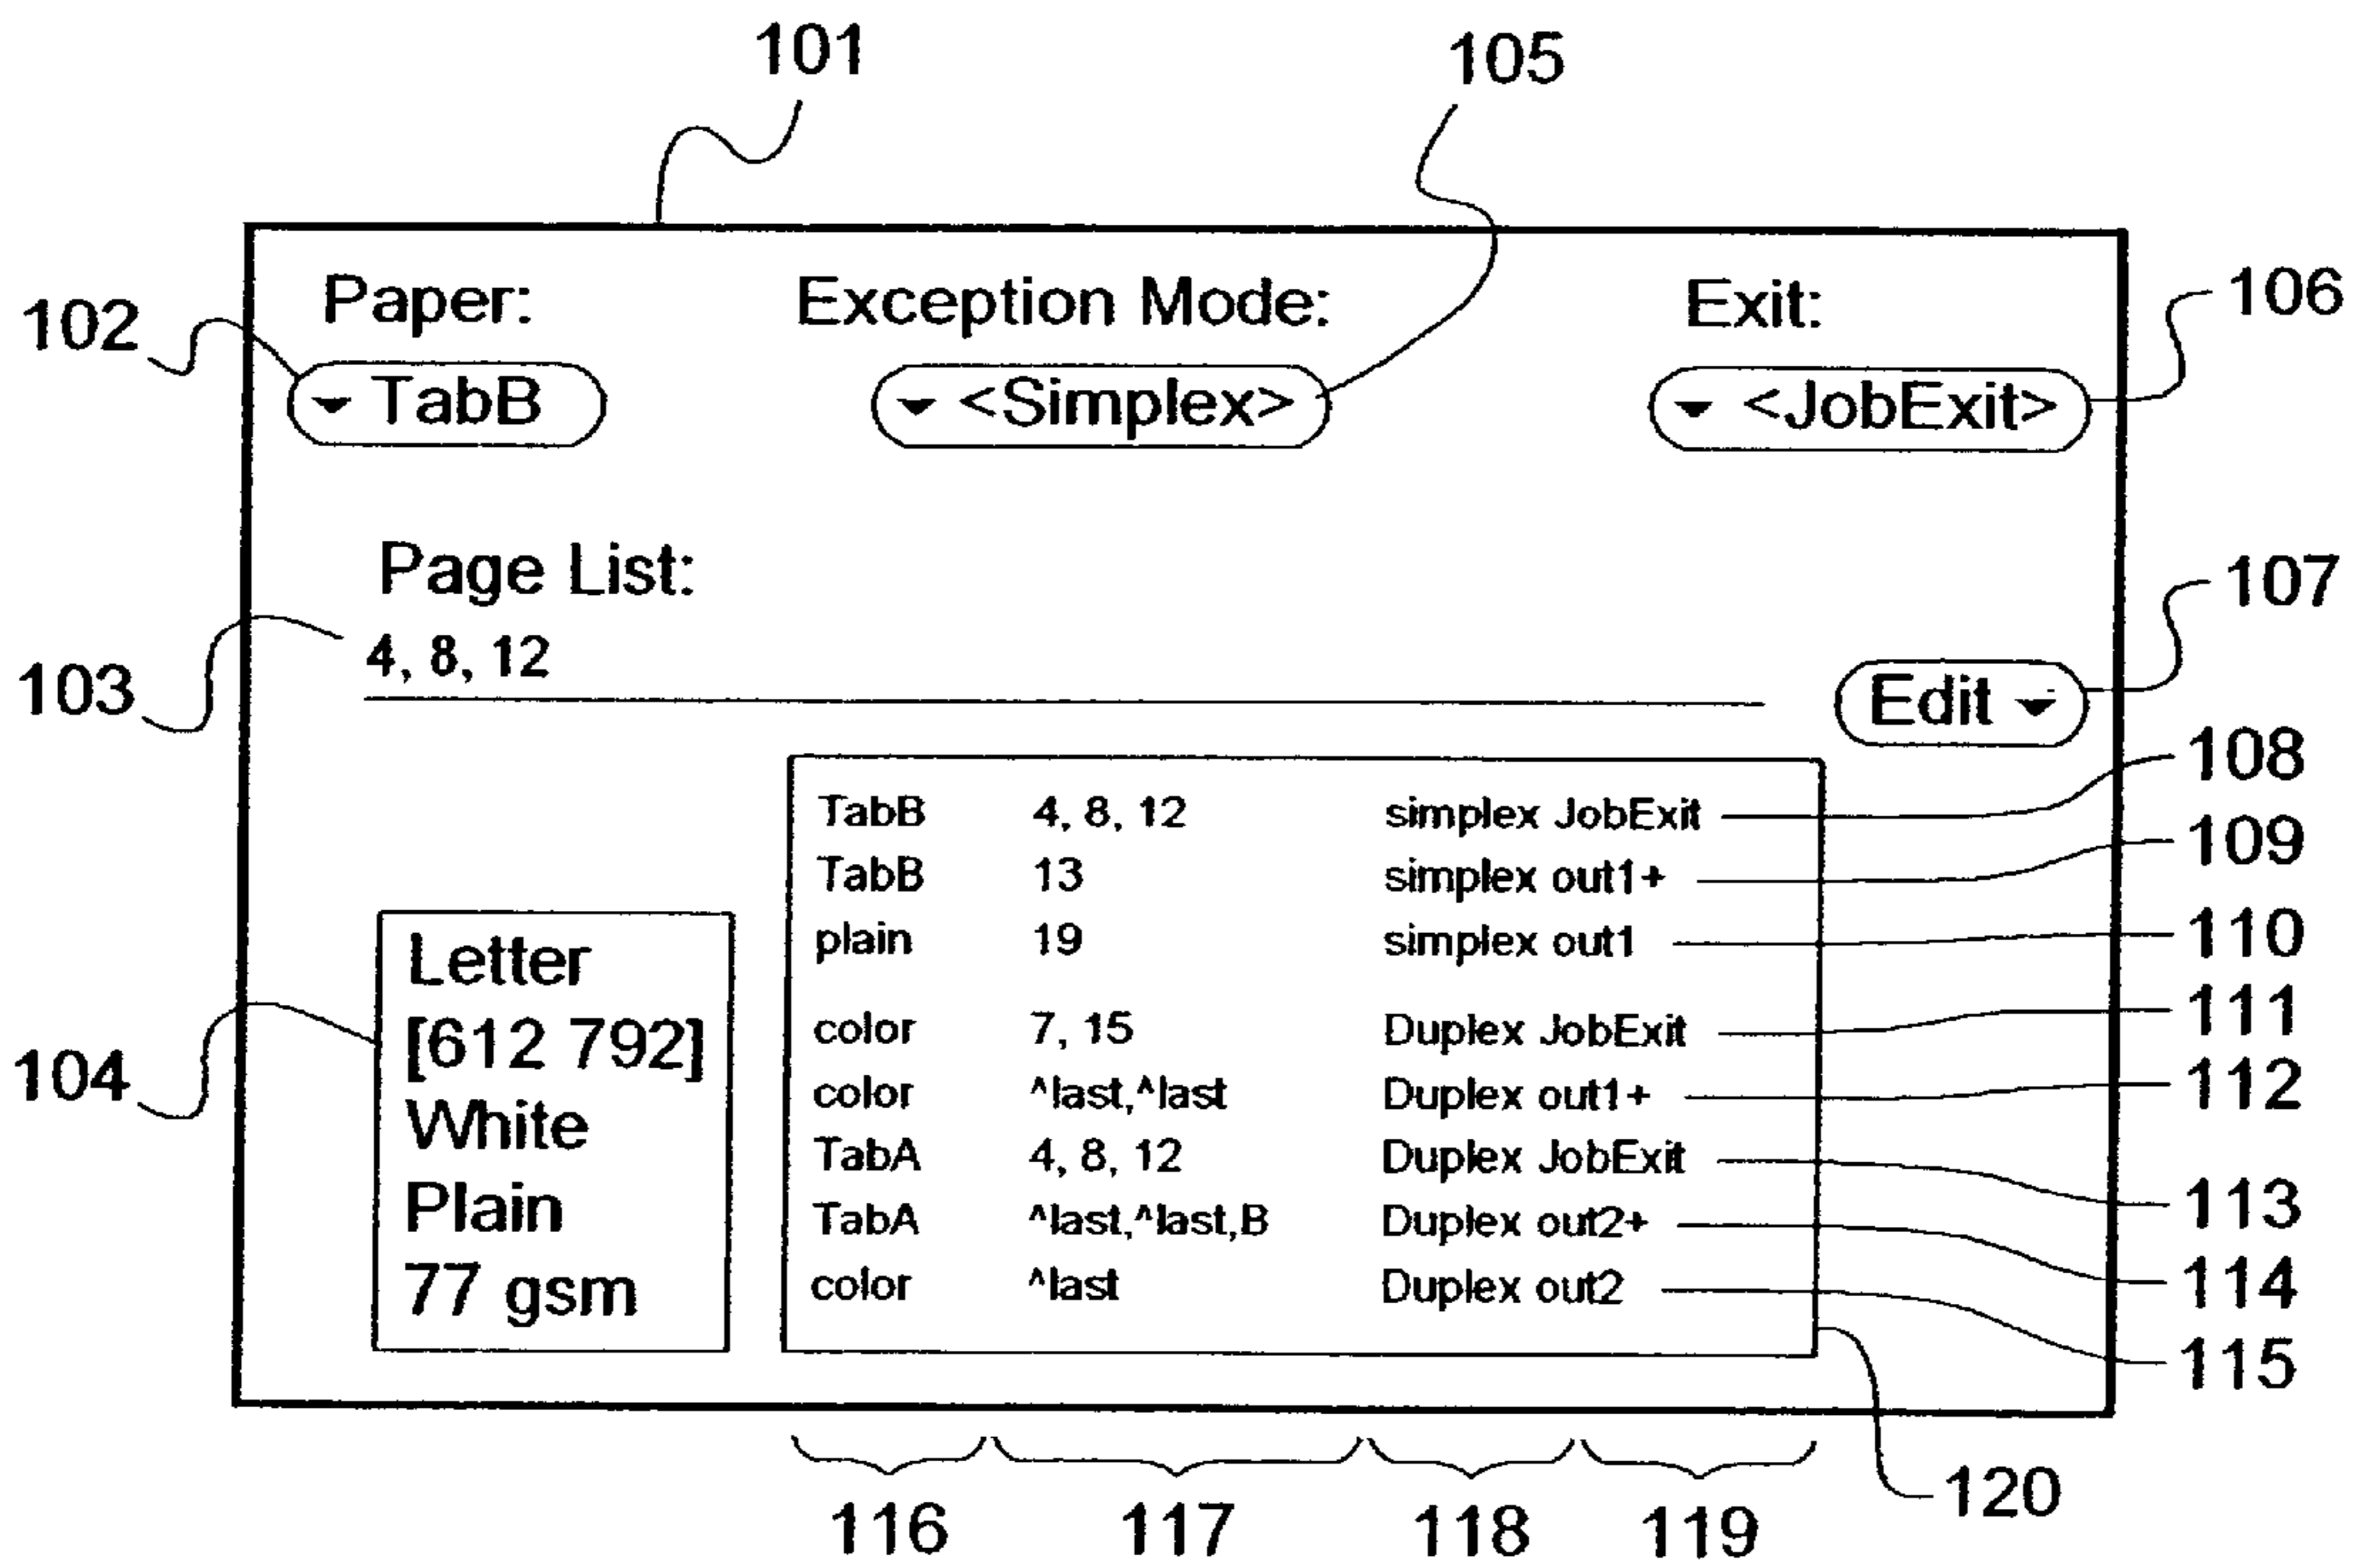 101
105
Paper: Exception Mode: Exit:
102
106
TabB <Simplex> <JobExit>
Page List:
107
103
4, 8, 12
Edit
108
TabB 4, 8, 12 simplex JobExit
109
TabB 13 simplex out1+
110
plain 19 simplex out1
111
color 7, 15 Duplex JobExit
112
color ^last,^last Duplex out1+
113
TabA 4, 8, 12 Duplex JobExit
114
TabA ^last,^last,B Duplex out2+
115
color ^last Duplex out2
104
Letter
[612 792]
White
Plain
77 gsm
120
116 117 118 119